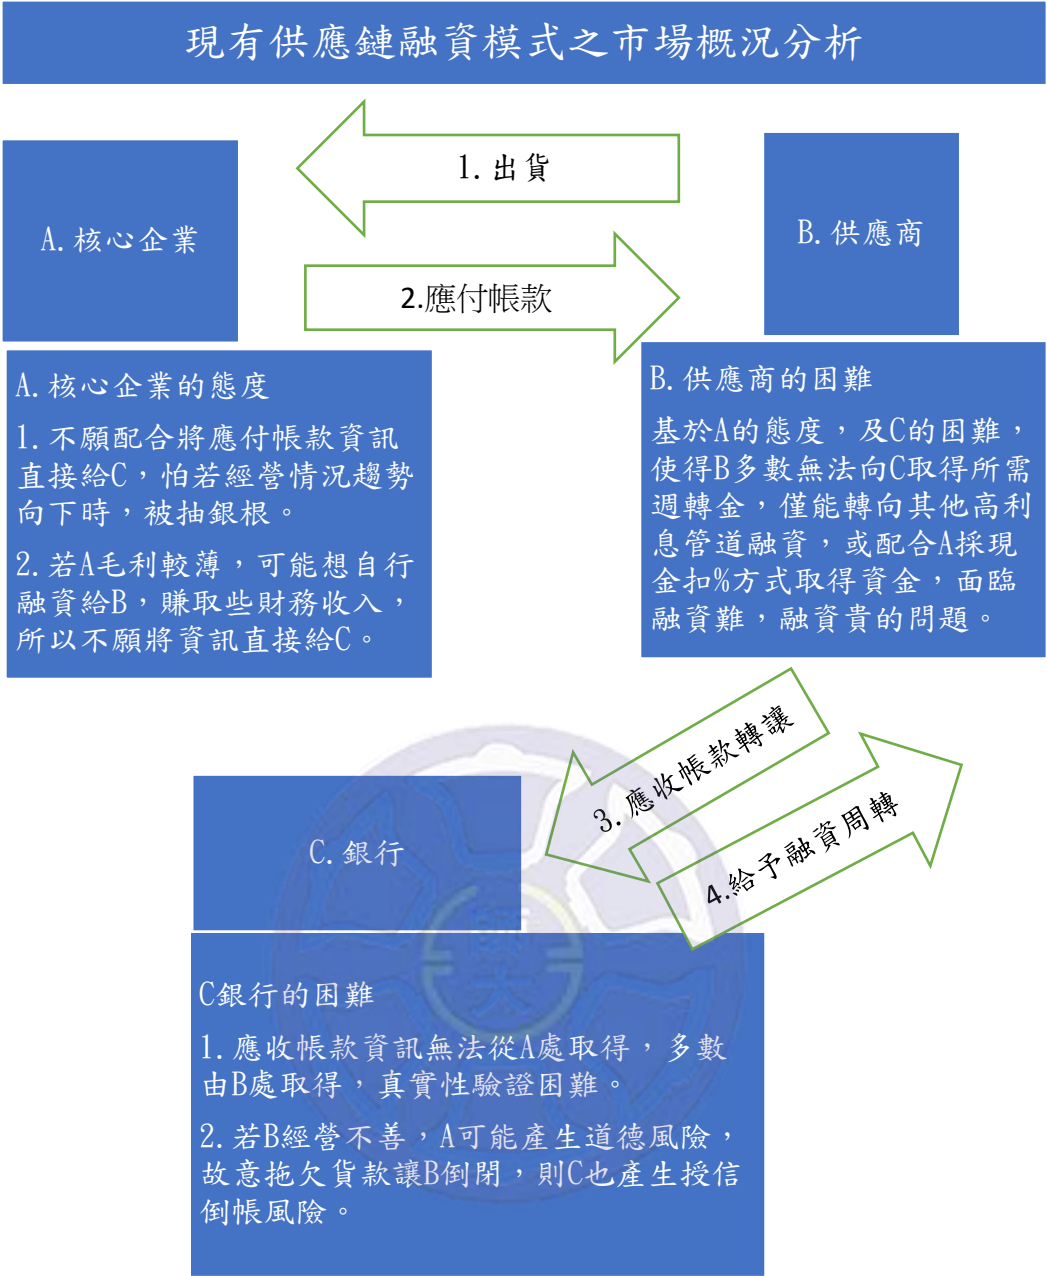 現有供應鏈融資模式之市場概況分析
1.出貨
A.核心企業
B.供應商
2.應付帳款
A.核心企業的態度
1.不願配合將應付帳款資訊
直接給C，怕若經營情況趨勢
向下時，被抽銀根。
2.若A毛利較薄，可能想自行
融資給B，賺取些財務收入，
所以不願將資訊直接給C。
B.供應商的困難
基於A的態度，及C的困難，
使得B多數無法向C取得所需
週轉金，僅能轉向其他高利
息管道融資，或配合A採現
金扣%方式取得資金，面臨
融資難，融資貴的問題。
3.應收帳款轉讓
4.給予融資周轉
C.銀行
師
大
C銀行的困難
1.應收帳款資訊無法從A處取得，多數
由B處取得，真實性驗證困難。
2.若B經營不善，A可能產生道德風險，
故意拖欠貨款讓B倒閉，則C也產生授信
倒帳風險。